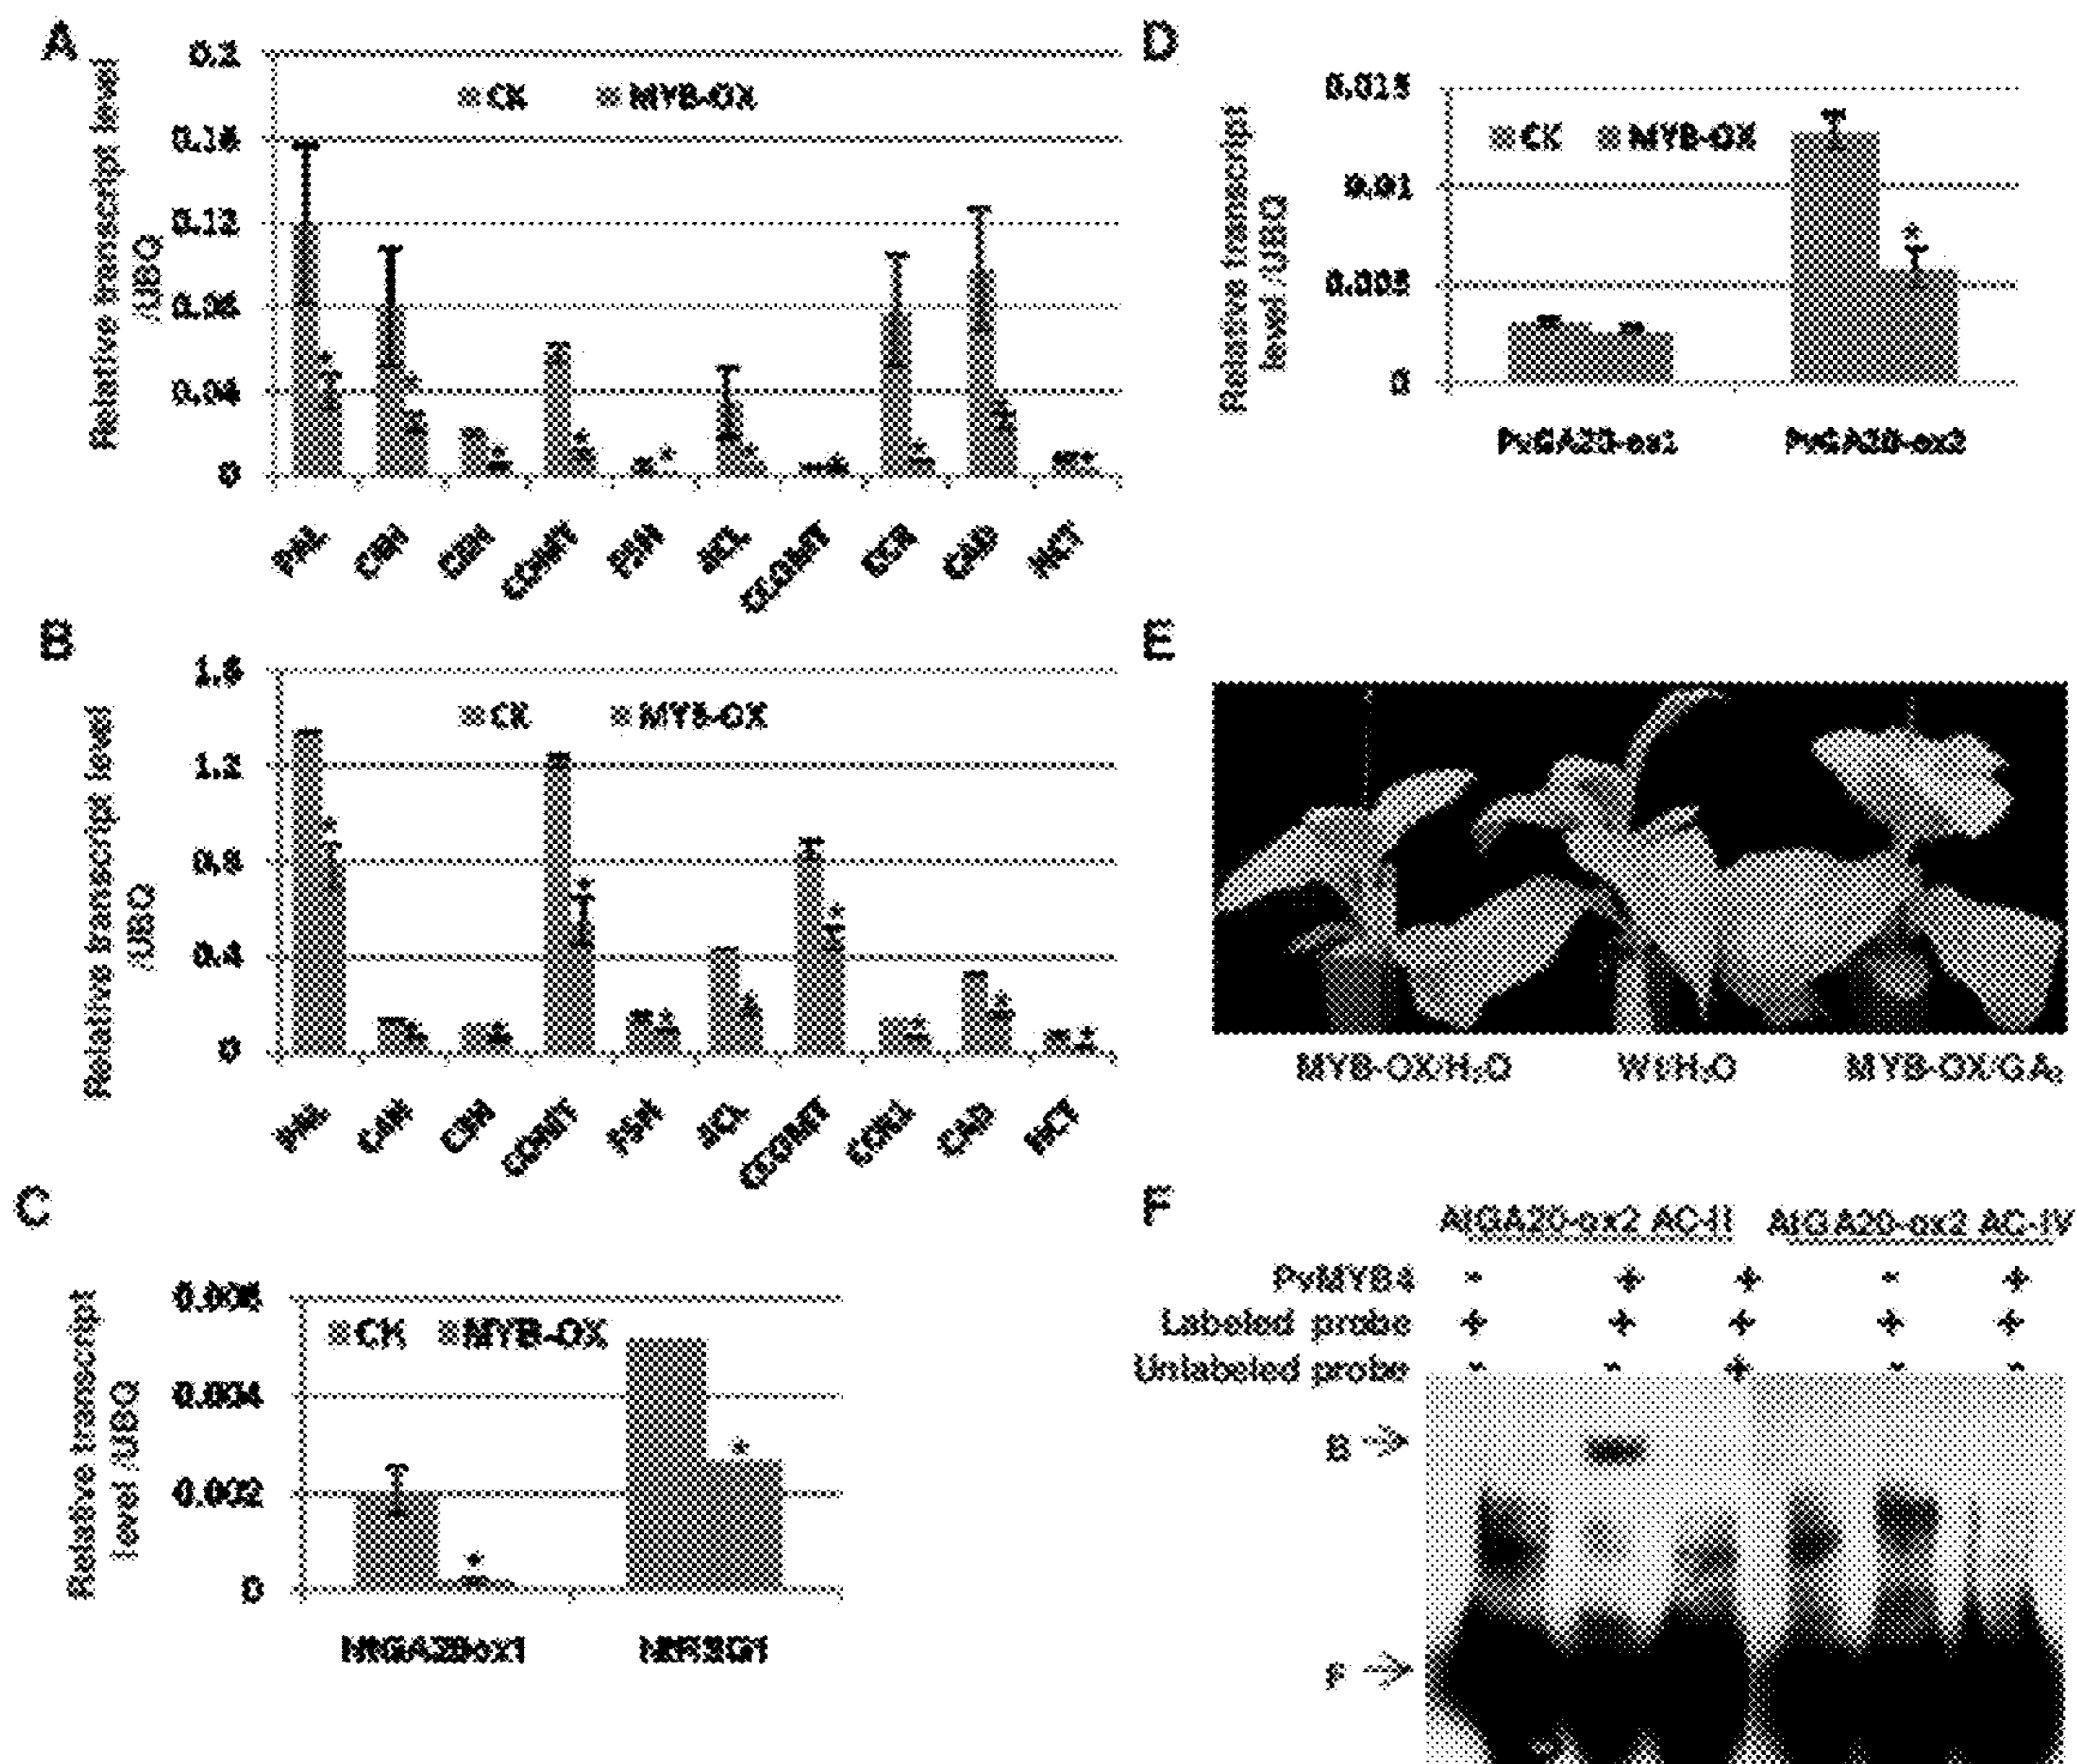 A
Relative transcript level
/UBQ
0.2
0.16
0.12
0.08
0.04
0
CK MYB-OX
PAL C4H C3H COMT F5H 4CL CCOMT CCR CAD HCT
B
Relative transcript level
/UBQ
1.6
1.2
0.8
0.4
0
CK MYB-OX
PAL C4H C3H COMT F5H 4CL CCOMT CCR1 CAD HCT
C
Relative transcript
level /UBQ
0.006
0.004
0.002
0
CK MYB-OX
NtGA20ox1
D
Relative transcript
level /UBQ
0.015
0.01
0.005
0
CK MYB-OX
PvGA20-ox1 PvGA20-ox2
E
MYB-OX/H₂O Wt/H₂O MYB-OX/GA₃
F
AtGA20-ox2 AC-II AtGA20-ox2 AC-IV
PvMYB4 - + + - +
Labeled probe + + + + +
Unlabeled probe - - + - -
B
F